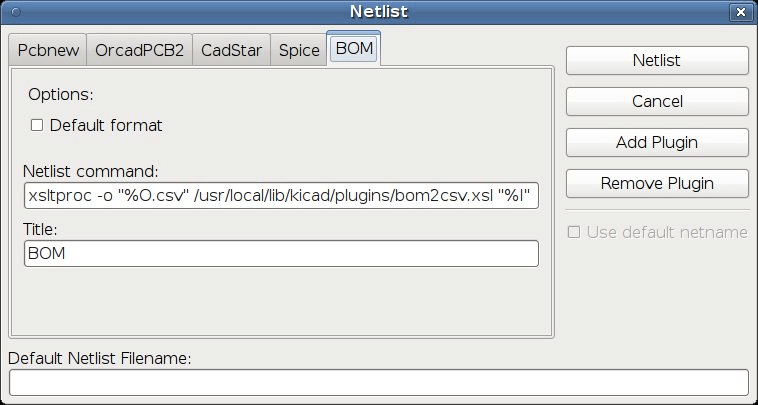 Netlist
Pcbnew OrcadPCB2 CadStar Spice BOM
Options:
Default format
Netlist command:
xsltproc -o "%O.csv" /usr/local/lib/kicad/plugins/bom2csv.xsl "%I"
Title:
BOM
Netlist
Cancel
Add Plugin
Remove Plugin
Use default netname
Default Netlist Filename: